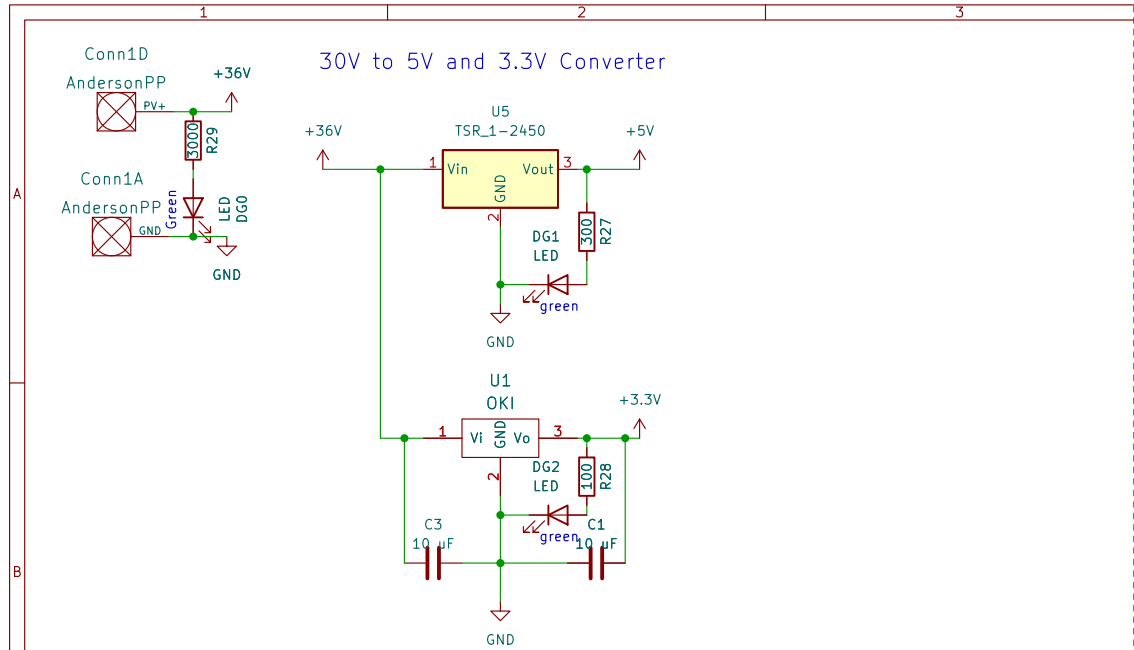 1
2
3
A
B
30V to 5V and 3.3V Converter
Conn1D
AndersonPP
PV+
+36V
3000
R29
Conn1A
AndersonPP
GND
Green
LED
DG0
GND
+36V
U5
TSR_1-2450
1
Vin
Vout
3
GND
2
+5V
300
R27
DG1
LED
green
GND
U1
OKI
1
Vi
GND
Vo
3
2
+3.3V
100
R28
DG2
LED
green
C3
10 uF
C1
10 uF
GND